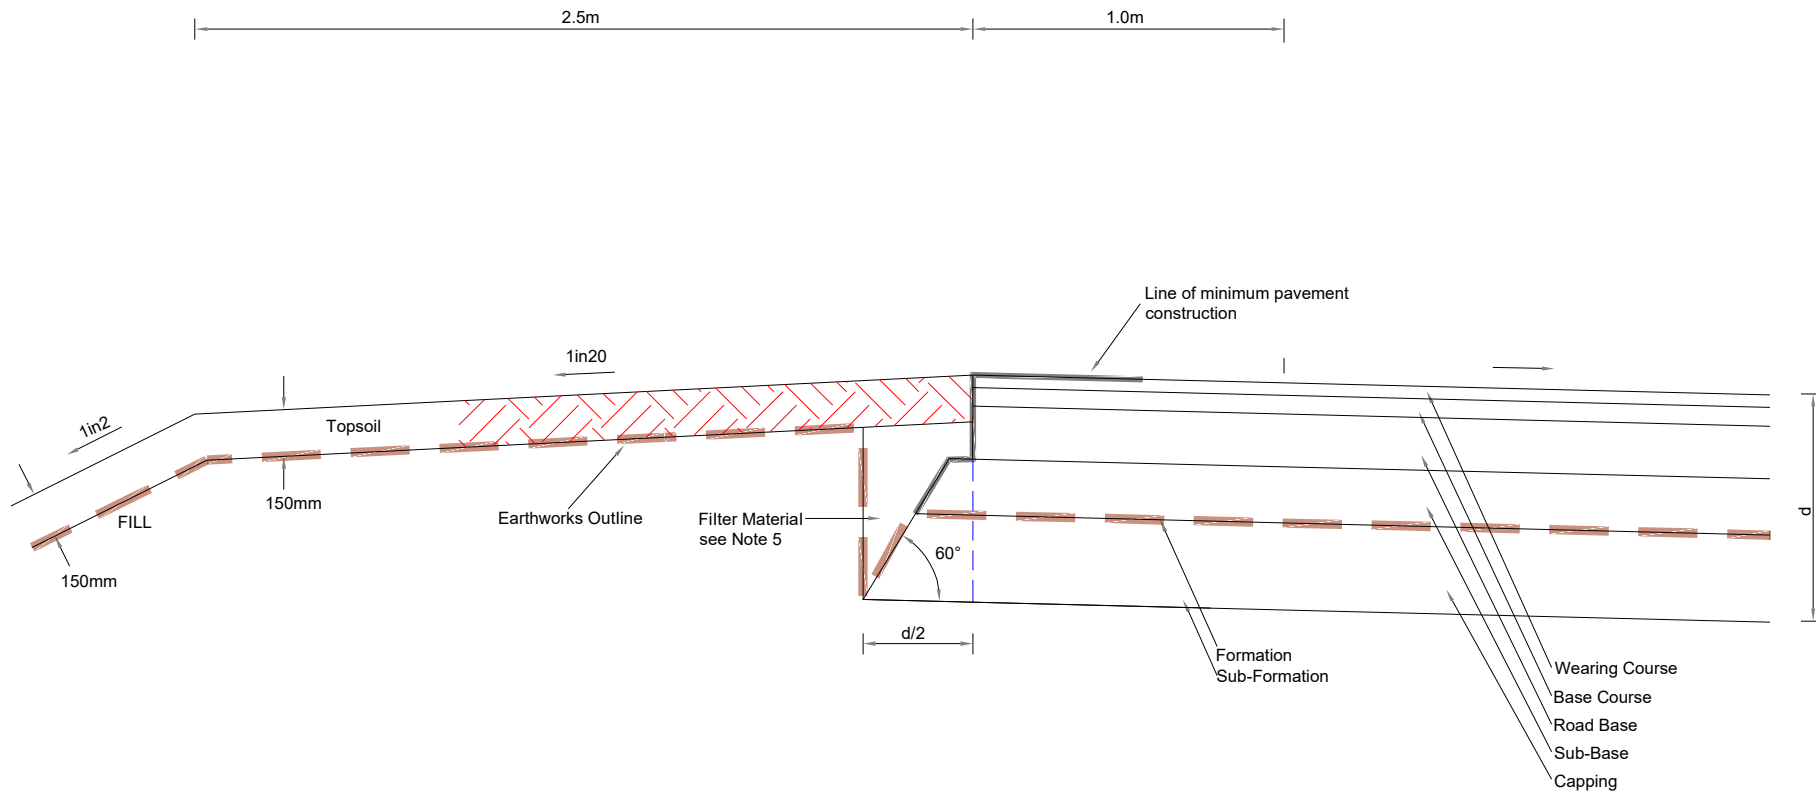 2.5m
1.0m
Line of minimum pavement
construction
1in20
1in2
Topsoil
150mm
FILL
150mm
Earthworks Outline
Filter Material
see Note 5
60°
d
d/2
Formation
Sub-Formation
Wearing Course
Base Course
Road Base
Sub-Base
Capping